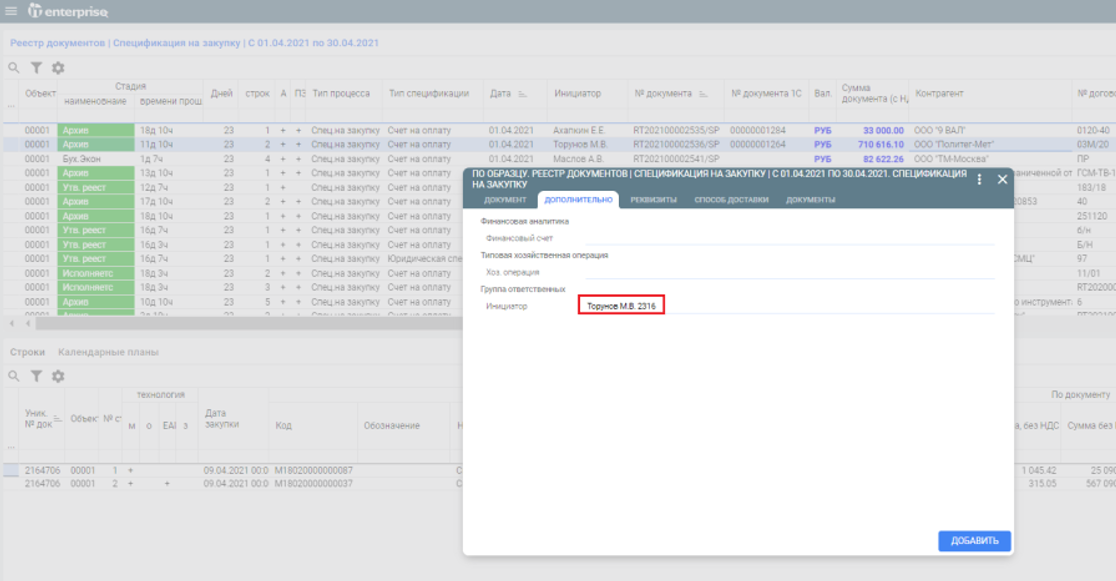 enterprise
Реестр документов | Спецификация на закупку | С 01.04.2021 по 30.04.2021
Объект Стадия Дней строк А ПЗ Тип процесса Тип спецификации Дата Инициатор № документа № документа 1С Вал. Сумма Контрагент № догово
наименование времени прош документа (с НД
00001 Архив 18д 10ч 23 1 + + Спец.на закупку Счет на оплату 01.04.2021 Ахапкин Е.Е. RT202100002535/SP 00000001284 РУБ 33 000.00 ООО "9 ВАЛ" 0120-40
00001 Архив 11д 10ч 23 2 + + Спец.на закупку Счет на оплату 01.04.2021 Торунов М.В. RT202100002536/SP 00000001264 РУБ 710 616.10 ООО "Политег-Мет" 03М/20
00001 Бух.Экон 1д 7ч 23 4 + + Спец.на закупку Счет на оплату 01.04.2021 Маслов А.В. RT202100002541/SP РУБ 82 622.26 ООО "ТМ-Москва" ПР
00001 Архив 13д 10ч 23 1 + + Спец.на закупку Счет на оплату аниченной от ГСМ-ТВ-1
00001 Утв. реест 12д 7ч 23 1 + Спец.на закупку Счет на оплату 183/18
00001 Архив 17д 10ч 23 2 + + Спец.на закупку Счет на оплату 00853 40
00001 Архив 18д 10ч 23 1 + + Спец.на закупку Счет на оплату 251120
00001 Утв. реест 16д 7ч 23 1 + + Спец.на закупку Счет на оплату б/н
00001 Утв. реест 16д 3ч 23 1 + + Спец.на закупку Счет на оплату Б/Н
00001 Утв. реест 16д 7ч 23 1 + + Спец.на закупку Юридическая спе СМЦ" 97
00001 Исполняетс 18д 3ч 23 2 + + Спец.на закупку Счет на оплату 11/01
00001 Исполняетс 18д 3ч 23 3 + + Спец.на закупку Счет на оплату RT20200
00001 Архив 10д 10ч 23 5 + + Спец.на закупку Счет на оплату о инструмент: 6
ПО ОБРАЗЦУ. РЕЕСТР ДОКУМЕНТОВ | СПЕЦИФИКАЦИЯ НА ЗАКУПКУ | С 01.04.2021 ПО 30.04.2021. СПЕЦИФИКАЦИЯ
НА ЗАКУПКУ
ДОКУМЕНТ ДОПОЛНИТЕЛЬНО РЕКВИЗИТЫ СПОСОБ ДОСТАВКИ ДОКУМЕНТЫ
Финансовая аналитика
Финансовый счет
Типовая хозяйственная операция
Хоз. операция
Группа ответственных
Инициатор Торунов М.В. 2316
ДОБАВИТЬ
Строки Календарные планы
технология По документу
Уник. Объек № с м о EAI з Дата Код Обозначение Н а, без НДС Сумма без
№ док закупки
2164706 00001 1 + 09.04.2021 00:0 М18020000000087 С 1 045.42 25 09
2164706 00001 2 + + 09.04.2021 00:0 М18020000000037 С 315.05 567 09